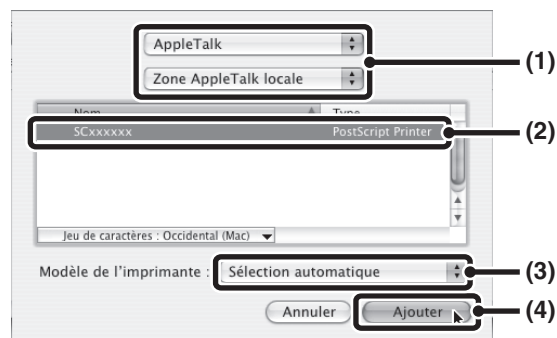 AppleTalk
(1)
Zone AppleTalk locale
Nom Type
SCxxxxxx PostScript Printer
(2)
Jeu de caractères : Occidental (Mac)
Modèle de l'imprimante : Sélection automatique
(3)
Annuler Ajouter
(4)